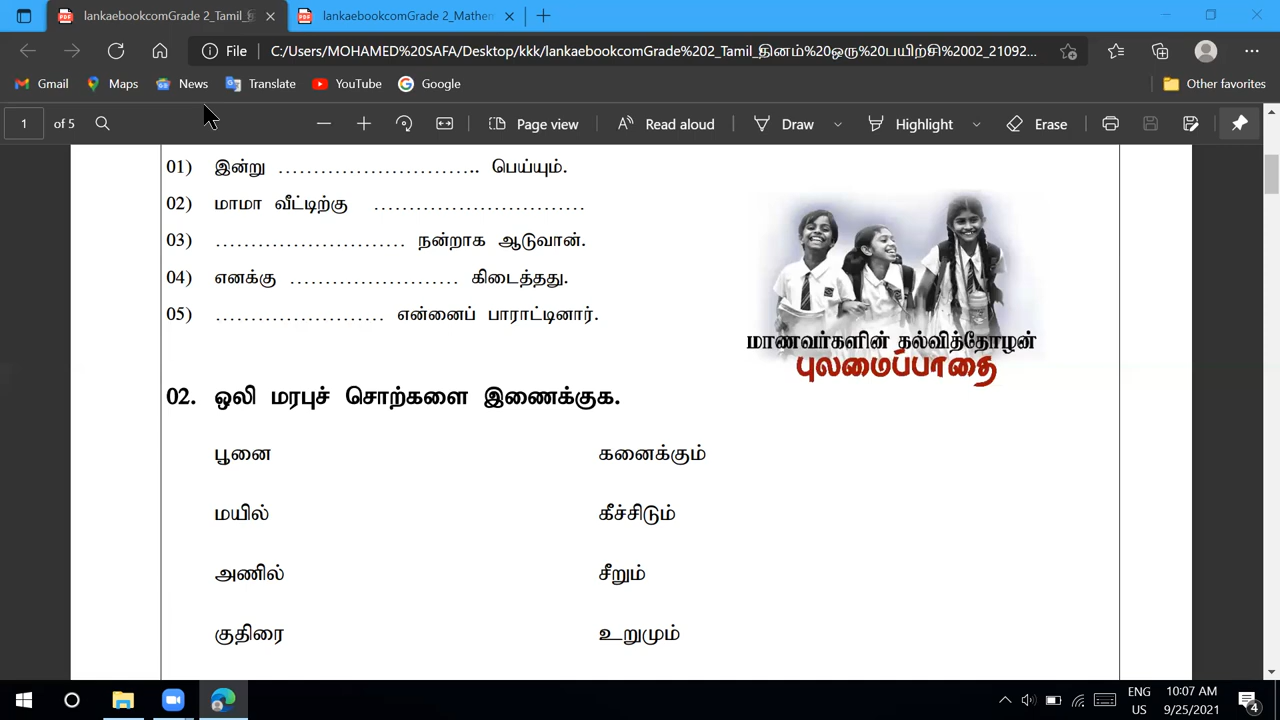 lankaebookcomGrade 2_Tamil_தி
lankaebookcomGrade 2_Mathem
File
C:/Users/MOHAMED%20SAFA/Desktop/kkk/lankaebookcomGrade%202_Tamil_தினம்%20ஒரு%20பயிற்சி%2002_21092...
Gmail
Maps
News
Translate
YouTube
Google
Other favorites
1 of 5
Page view
Read aloud
Draw
Highlight
Erase
01) இன்று ............................. பெய்யும்.
02) மாமா வீட்டிற்கு ..............................
03) ........................... நன்றாக ஆடுவான்.
04) எனக்கு ........................ கிடைத்தது.
05) ........................ என்னைப் பாராட்டினார்.
மாணவர்களின் கல்வித்தோழன்
புலமைப்பாதை
02. ஒலி மரபுச் சொற்களை இணைக்குக.
பூனை கனைக்கும்
மயில் கீச்சிடும்
அணில் சீறும்
குதிரை உறுமும்
ENG
US
10:07 AM
9/25/2021
4